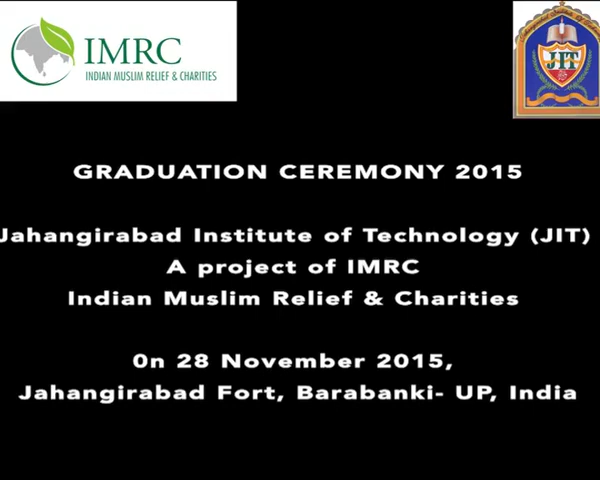 IMRC
INDIAN MUSLIM RELIEF & CHARITIES
JIT
GRADUATION CEREMONY 2015
Jahangirabad Institute of Technology (JIT)
A project of IMRC
Indian Muslim Relief & Charities
0n 28 November 2015,
Jahangirabad Fort, Barabanki- UP, India